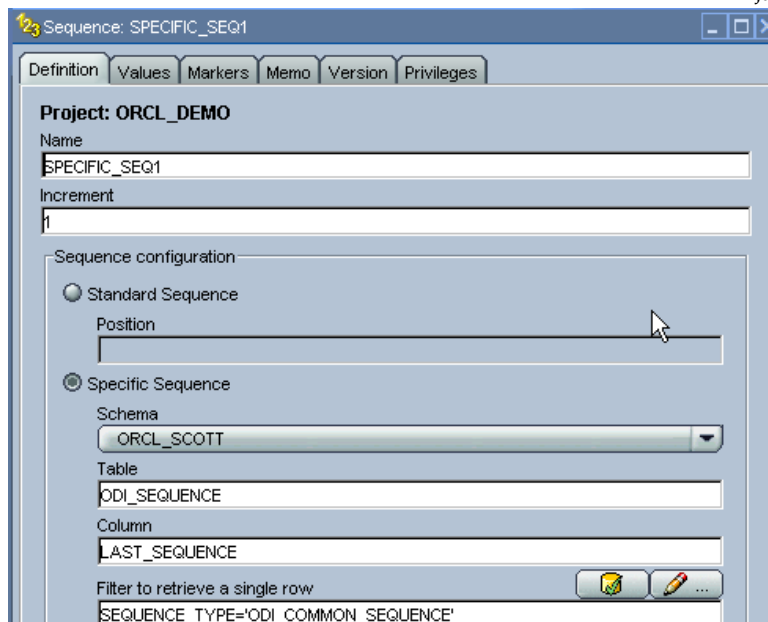 Sequence: SPECIFIC_SEQ1
Definition Values Markers Memo Version Privileges
Project: ORCL_DEMO
Name
SPECIFIC_SEQ1
Increment
1
Sequence configuration
Standard Sequence
Position
Specific Sequence
Schema
ORCL_SCOTT
Table
ODI_SEQUENCE
Column
LAST_SEQUENCE
Filter to retrieve a single row ...
SEQUENCE_TYPE='ODI_COMMON_SEQUENCE'